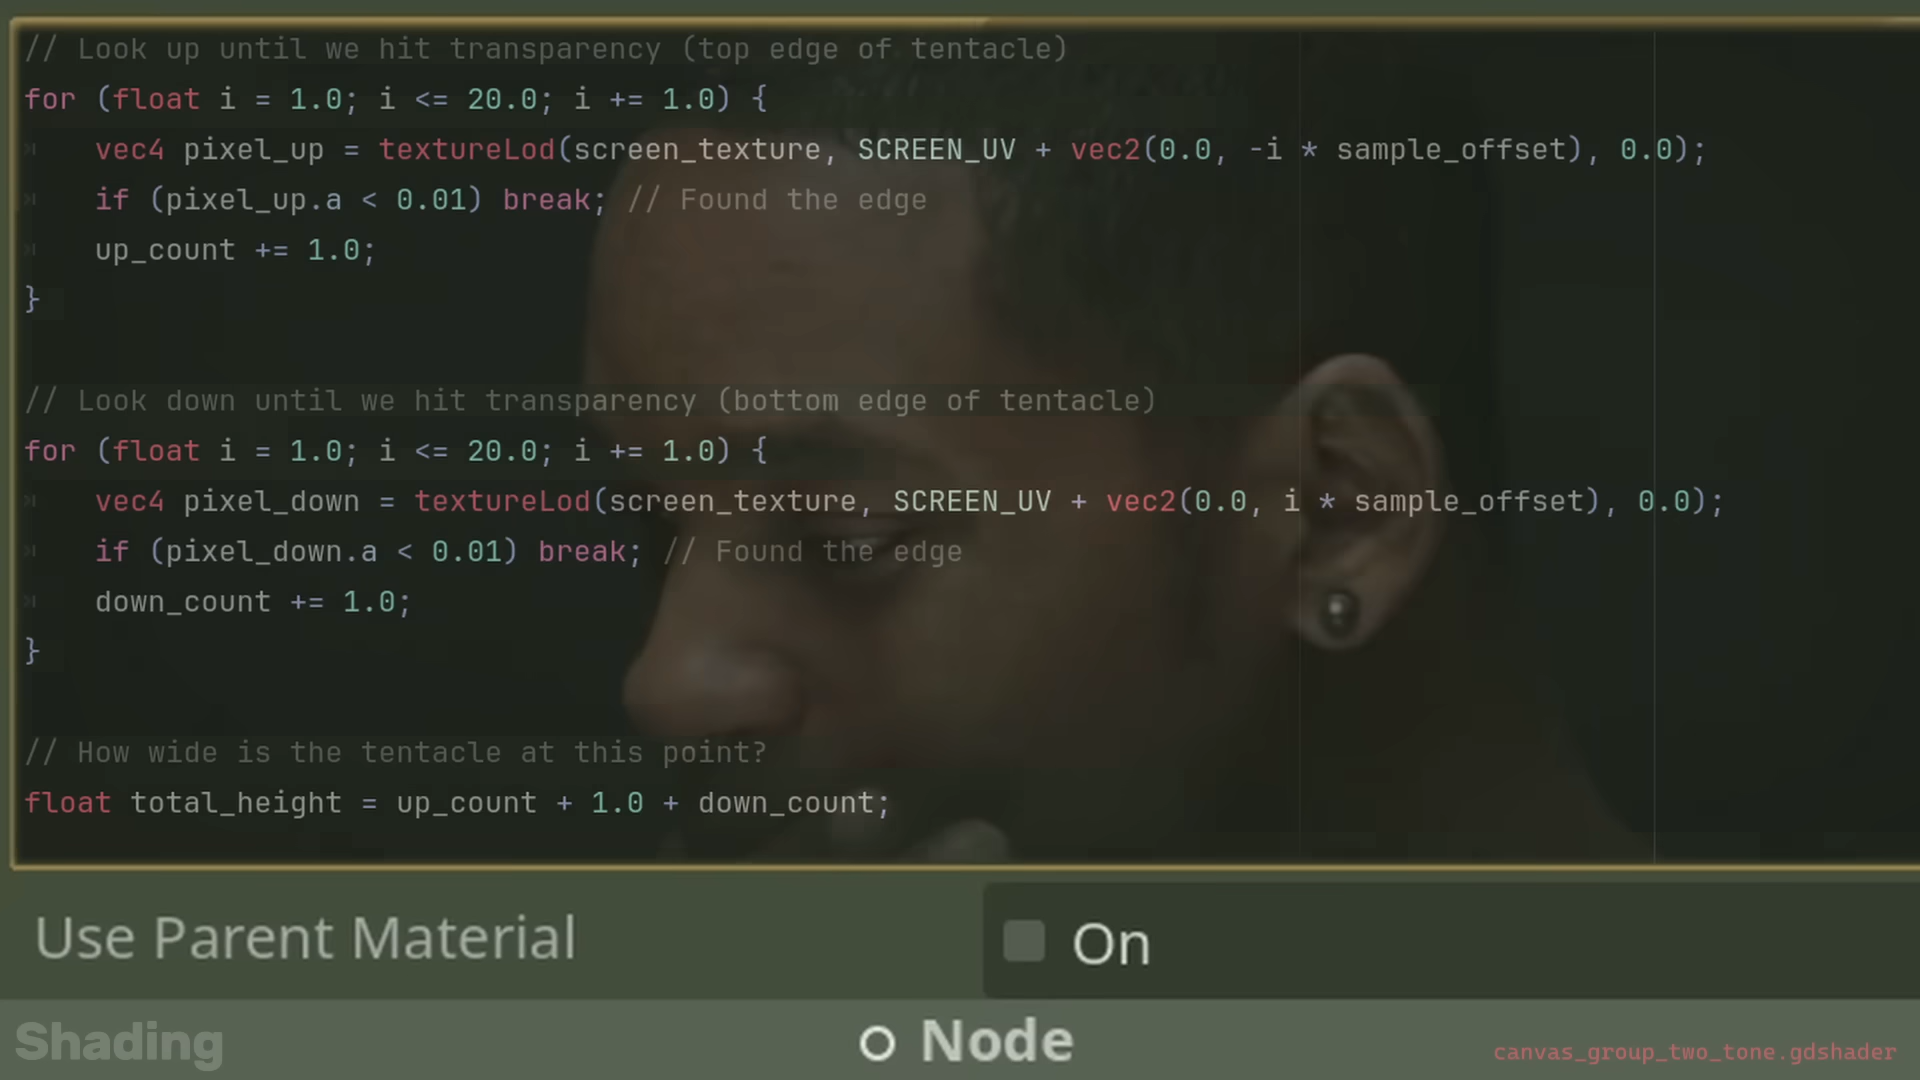 // Look up until we hit transparency (top edge of tentacle)
for (float i = 1.0; i <= 20.0; i += 1.0) {
vec4 pixel_up = textureLod(screen_texture, SCREEN_UV + vec2(0.0, -i * sample_offset), 0.0);
if (pixel_up.a < 0.01) break; // Found the edge
up_count += 1.0;
}
// Look down until we hit transparency (bottom edge of tentacle)
for (float i = 1.0; i <= 20.0; i += 1.0) {
vec4 pixel_down = textureLod(screen_texture, SCREEN_UV + vec2(0.0, i * sample_offset), 0.0);
if (pixel_down.a < 0.01) break; // Found the edge
down_count += 1.0;
}
// How wide is the tentacle at this point?
float total_height = up_count + 1.0 + down_count;
Use Parent Material
On
Shading
Node
canvas_group_two_tone.gdshader